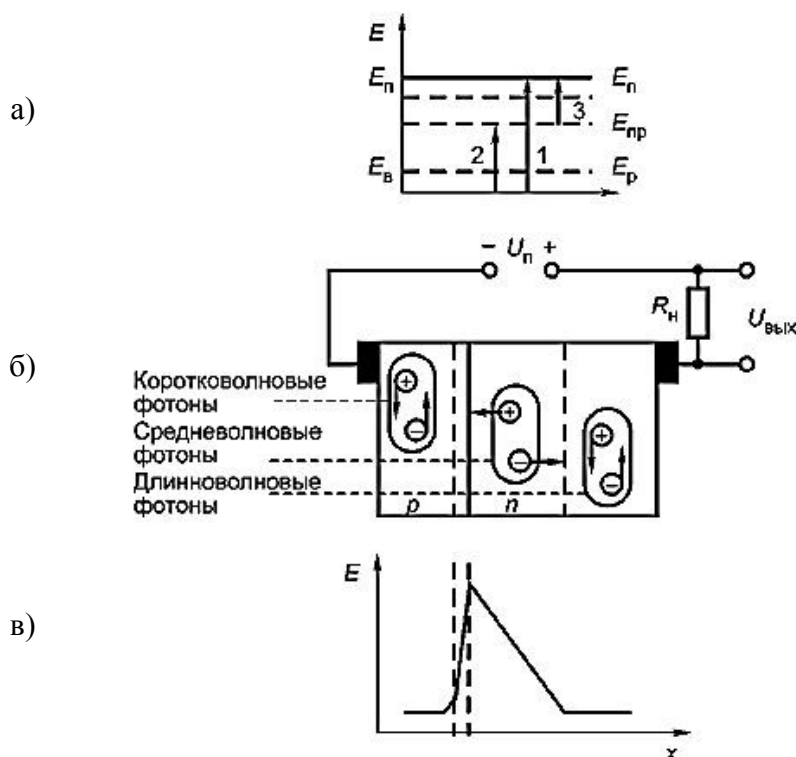 а)
E
Eп
Eп
3
Eпр
2
1
Eв
Eр
б)
− Uп +
Rн
Uвых
Коротковолновые
фотоны
Средневолновые
фотоны
Длинноволновые
фотоны
+
−
+
−
+
−
p
n
в)
E
x